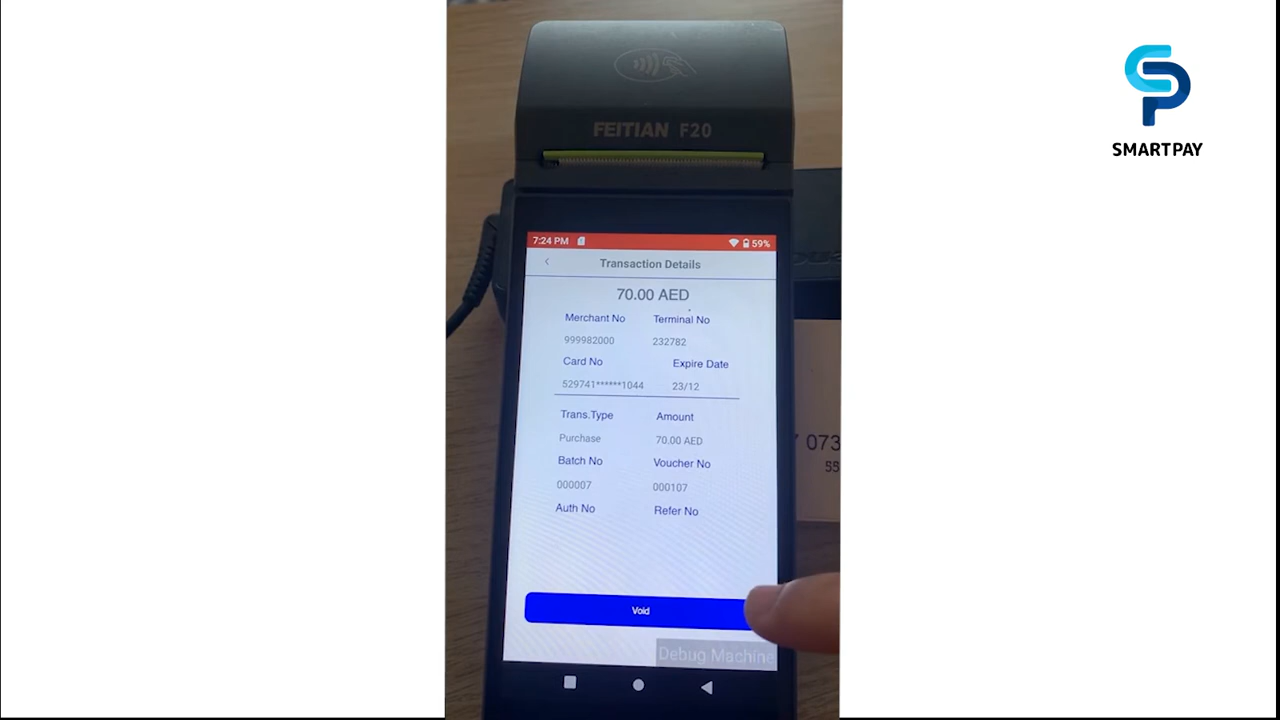 SMARTPAY
FEITIAN F20
7:24 PM 59%
Transaction Details
70.00 AED
Merchant No Terminal No
999982000 232782
Card No Expire Date
529741******1044 23/12
Trans.Type Amount
Purchase 70.00 AED
Batch No Voucher No
000007 000107
Auth No Refer No
Void
Debug Machine
073
55